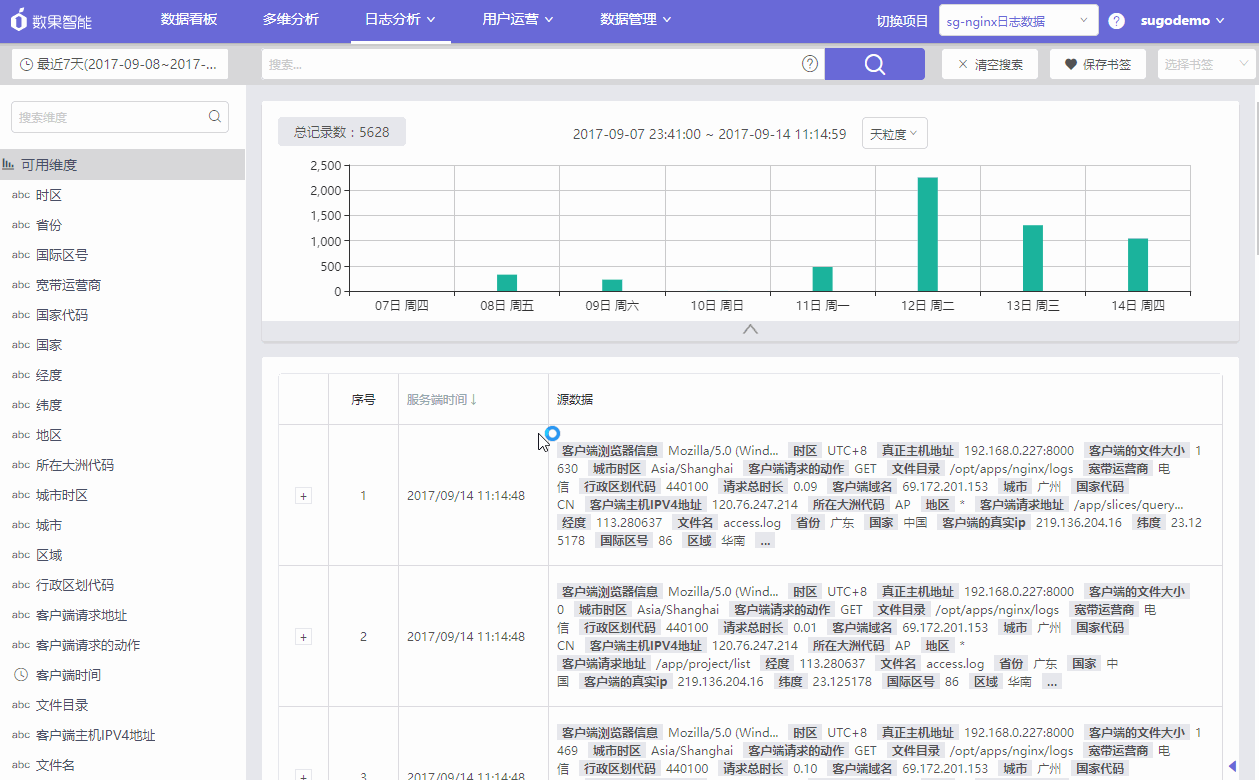 数果智能 数据看板 多维分析 日志分析 用户运营 数据管理 切换项目 sg-nginx日志数据 ? sugodemo
最近7天(2017-09-08~2017-... 搜索... ? 清空搜索 保存书签 选择书签
搜索维度
可用维度
abc 时区
abc 省份
abc 国际区号
abc 宽带运营商
abc 国家代码
abc 国家
abc 经度
abc 纬度
abc 地区
abc 所在大洲代码
abc 城市时区
abc 城市
abc 区域
abc 行政区划代码
abc 客户端请求地址
abc 客户端请求的动作
客户端时间
abc 文件目录
abc 客户端主机IPV4地址
abc 文件名
总记录数：5628 2017-09-07 23:41:00 ~ 2017-09-14 11:14:59 天粒度
2,500
2,000
1,500
1,000
500
0
07日 周四 08日 周五 09日 周六 10日 周日 11日 周一 12日 周二 13日 周三 14日 周四
序号 服务端时间↓ 源数据
+ 1 2017/09/14 11:14:48
客户端浏览器信息 Mozilla/5.0 (Wind... 时区 UTC+8 真正主机地址 192.168.0.227:8000 客户端的文件大小 1
630 城市时区 Asia/Shanghai 客户端请求的动作 GET 文件目录 /opt/apps/nginx/logs 宽带运营商 电
信 行政区划代码 440100 请求总时长 0.09 客户端域名 69.172.201.153 城市 广州 国家代码
CN 客户端主机IPV4地址 120.76.247.214 所在大洲代码 AP 地区 * 客户端请求地址 /app/slices/query...
经度 113.280637 文件名 access.log 省份 广东 国家 中国 客户端的真实ip 219.136.204.16 纬度 23.12
5178 国际区号 86 区域 华南 ...
+ 2 2017/09/14 11:14:48
客户端浏览器信息 Mozilla/5.0 (Wind... 时区 UTC+8 真正主机地址 192.168.0.227:8000 客户端的文件大小
0 城市时区 Asia/Shanghai 客户端请求的动作 GET 文件目录 /opt/apps/nginx/logs 宽带运营商 电
信 行政区划代码 440100 请求总时长 0.01 客户端域名 69.172.201.153 城市 广州 国家代码
CN 客户端主机IPV4地址 120.76.247.214 所在大洲代码 AP 地区 *
客户端请求地址 /app/project/list 经度 113.280637 文件名 access.log 省份 广东 国家 中
国 客户端的真实ip 219.136.204.16 纬度 23.125178 国际区号 86 区域 华南 ...
+ 3 2017/09/14 11:14:48
客户端浏览器信息 Mozilla/5.0 (Wind... 时区 UTC+8 真正主机地址 192.168.0.227:8000 客户端的文件大小 1
469 城市时区 Asia/Shanghai 客户端请求的动作 GET 文件目录 /opt/apps/nginx/logs 宽带运营商 电
信 行政区划代码 440100 请求总时长 0.10 客户端域名 69.172.201.153 城市 广州 国家代码